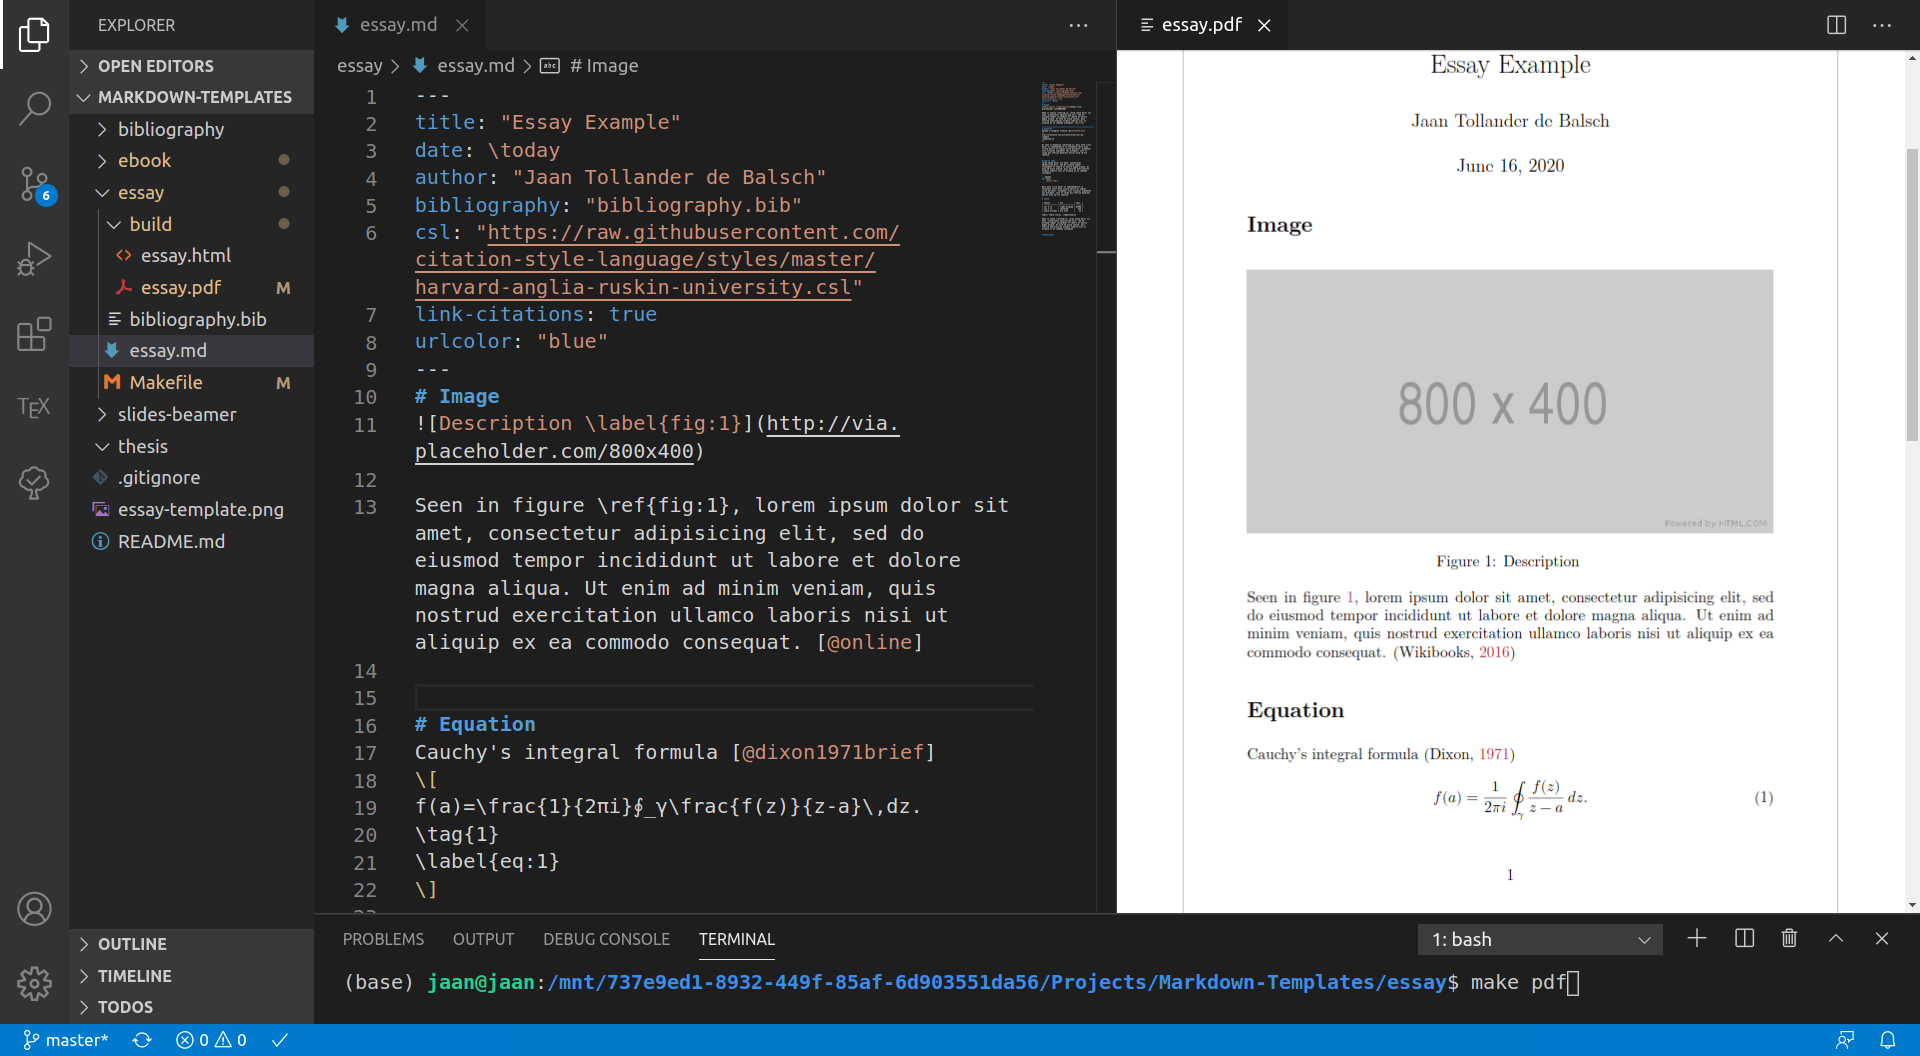 EXPLORER
OPEN EDITORS
MARKDOWN-TEMPLATES
bibliography
ebook
essay
build
essay.html
essay.pdf M
bibliography.bib
essay.md
Makefile M
slides-beamer
thesis
.gitignore
essay-template.png
README.md
OUTLINE
TIMELINE
TODOS
6
TEX
essay.md
essay > essay.md > abc # Image
1 ---
2 title: "Essay Example"
3 date: \today
4 author: "Jaan Tollander de Balsch"
5 bibliography: "bibliography.bib"
6 csl: "https://raw.githubusercontent.com/
citation-style-language/styles/master/
harvard-anglia-ruskin-university.csl"
7 link-citations: true
8 urlcolor: "blue"
9 ---
10 # Image
11 ![Description \label{fig:1}](http://via.
placeholder.com/800x400)
12
13 Seen in figure \ref{fig:1}, lorem ipsum dolor sit
amet, consectetur adipisicing elit, sed do
eiusmod tempor incididunt ut labore et dolore
magna aliqua. Ut enim ad minim veniam, quis
nostrud exercitation ullamco laboris nisi ut
aliquip ex ea commodo consequat. [@online]
14
15
16 # Equation
17 Cauchy's integral formula [@dixon1971brief]
18 \[
19 f(a)=\frac{1}{2πi}∮_γ\frac{f(z)}{z-a}\,dz.
20 \tag{1}
21 \label{eq:1}
22 \]
essay.pdf
Essay Example
Jaan Tollander de Balsch
June 16, 2020
Image
800 x 400
Powered by HTML.COM
Figure 1: Description
Seen in figure 1, lorem ipsum dolor sit amet, consectetur adipisicing elit, sed
do eiusmod tempor incididunt ut labore et dolore magna aliqua. Ut enim ad
minim veniam, quis nostrud exercitation ullamco laboris nisi ut aliquip ex ea
commodo consequat. (Wikibooks, 2016)
Equation
Cauchy's integral formula (Dixon, 1971)
f(a) = 1/2πi ∮γ f(z)/z − a dz. (1)
1
PROBLEMS OUTPUT DEBUG CONSOLE TERMINAL 1: bash
(base) jaan@jaan:/mnt/737e9ed1-8932-449f-85af-6d903551da56/Projects/Markdown-Templates/essay$ make pdf
master* 0 0